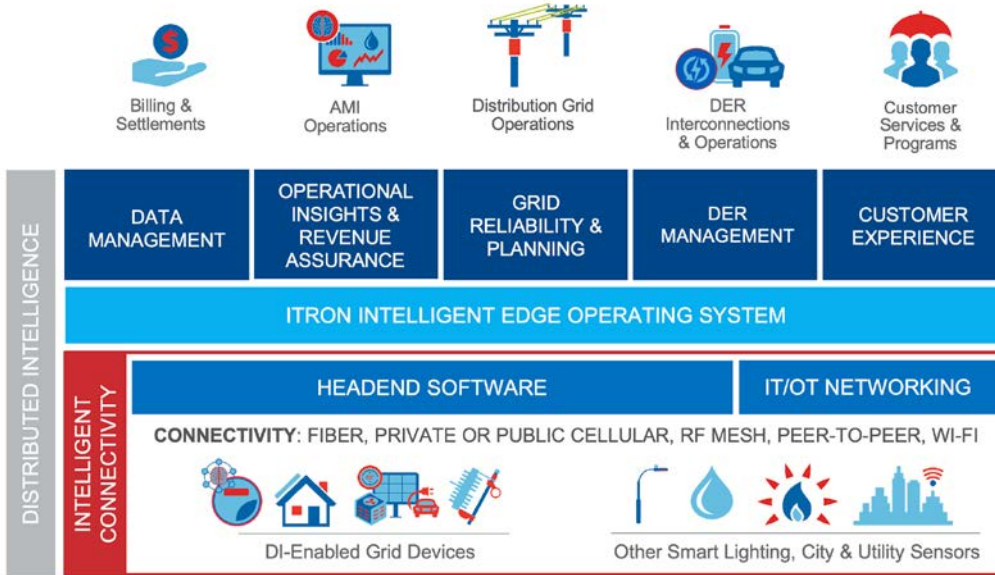 $
Billing &
Settlements
AMI
Operations
Distribution Grid
Operations
DER
Interconnections
& Operations
Customer
Services &
Programs
DISTRIBUTED INTELLIGENCE
DATA
MANAGEMENT
OPERATIONAL
INSIGHTS &
REVENUE
ASSURANCE
GRID
RELIABILITY &
PLANNING
DER
MANAGEMENT
CUSTOMER
EXPERIENCE
ITRON INTELLIGENT EDGE OPERATING SYSTEM
INTELLIGENT
CONNECTIVITY
HEADEND SOFTWARE
IT/OT NETWORKING
CONNECTIVITY: FIBER, PRIVATE OR PUBLIC CELLULAR, RF MESH, PEER-TO-PEER, WI-FI
DI-Enabled Grid Devices
Other Smart Lighting, City & Utility Sensors